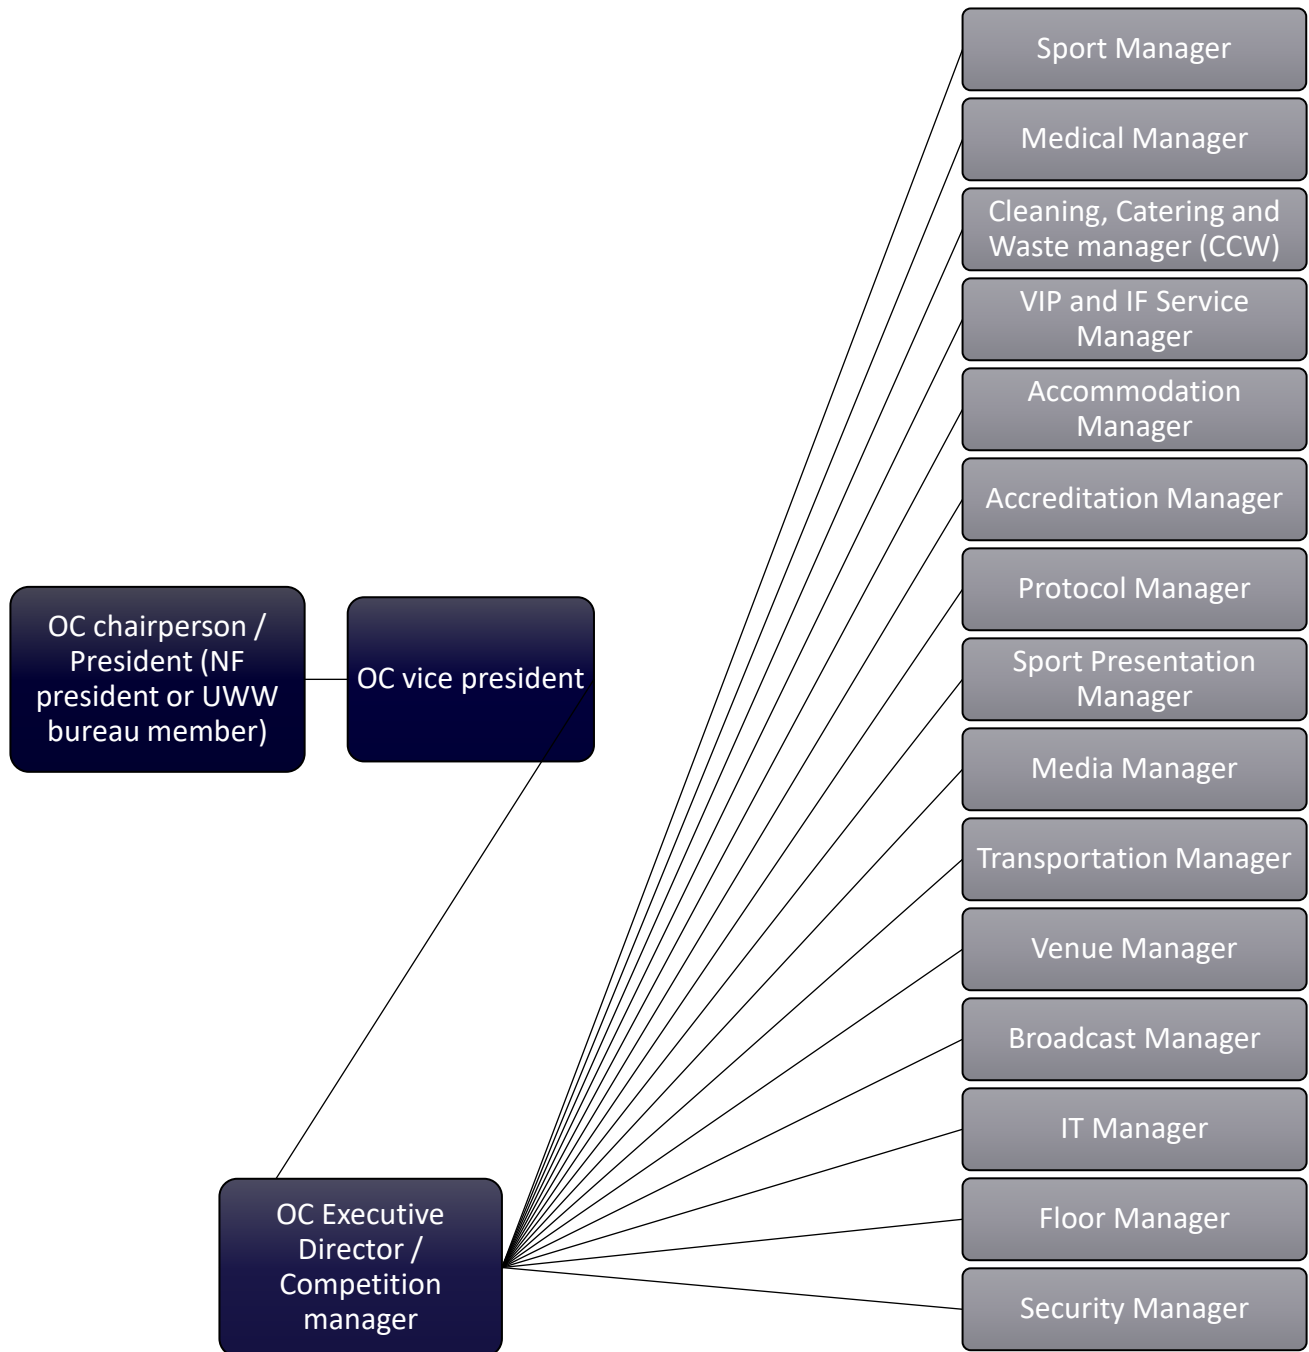 OC chairperson /
President (NF
president or UWW
bureau member)
OC vice president
OC Executive
Director /
Competition
manager
Sport Manager
Medical Manager
Cleaning, Catering and
Waste manager (CCW)
VIP and IF Service
Manager
Accommodation
Manager
Accreditation Manager
Protocol Manager
Sport Presentation
Manager
Media Manager
Transportation Manager
Venue Manager
Broadcast Manager
IT Manager
Floor Manager
Security Manager